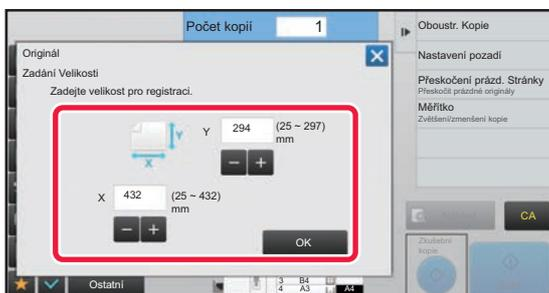 Počet kopií 1
Originál
Zadání Velikosti
Zadejte velikost pro registraci.
Y 294 (25 ~ 297)
mm
Y
X
X 432 (25 ~ 432)
mm
OK
Ostatní
3 B4
4 A3 A4
Oboustr. Kopie
Nastavení pozadí
Přeskočení prázd. Stránky
Přeskočit prázdné originály
Měřítko
Zvětšení/zmenšení kopie
CA
Zkušební
kopie